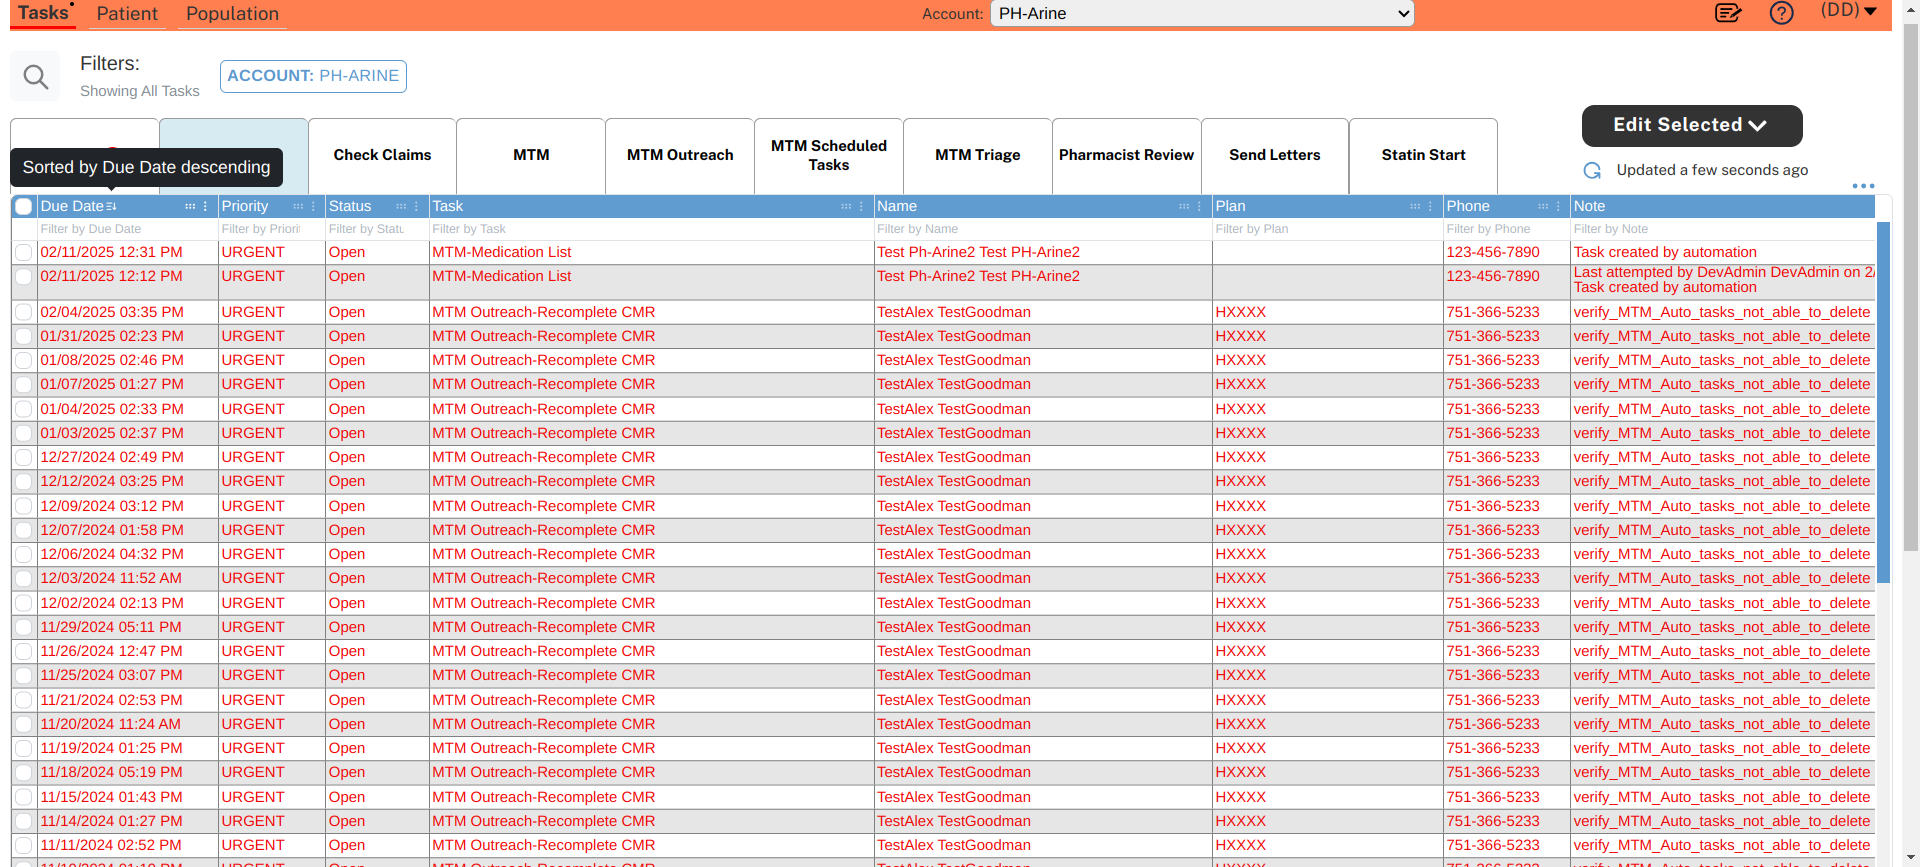 Tasks Patient Population Account: PH-Arine (DD)
Filters:
Showing All Tasks
ACCOUNT: PH-ARINE
Edit Selected
Updated a few seconds ago
Sorted by Due Date descending
Check Claims MTM MTM Outreach MTM Scheduled Tasks MTM Triage Pharmacist Review Send Letters Statin Start
Due Date Priority Status Task Name Plan Phone Note
Filter by Due Date Filter by Priorit Filter by Statu Filter by Task Filter by Name Filter by Plan Filter by Phone Filter by Note
02/11/2025 12:31 PM URGENT Open MTM-Medication List Test Ph-Arine2 Test PH-Arine2 123-456-7890 Task created by automation
02/11/2025 12:12 PM URGENT Open MTM-Medication List Test Ph-Arine2 Test PH-Arine2 123-456-7890 Last attempted by DevAdmin DevAdmin on 2/
Task created by automation
02/04/2025 03:35 PM URGENT Open MTM Outreach-Recomplete CMR TestAlex TestGoodman HXXXX 751-366-5233 verify_MTM_Auto_tasks_not_able_to_delete
01/31/2025 02:23 PM URGENT Open MTM Outreach-Recomplete CMR TestAlex TestGoodman HXXXX 751-366-5233 verify_MTM_Auto_tasks_not_able_to_delete
01/08/2025 02:46 PM URGENT Open MTM Outreach-Recomplete CMR TestAlex TestGoodman HXXXX 751-366-5233 verify_MTM_Auto_tasks_not_able_to_delete
01/07/2025 01:27 PM URGENT Open MTM Outreach-Recomplete CMR TestAlex TestGoodman HXXXX 751-366-5233 verify_MTM_Auto_tasks_not_able_to_delete
01/04/2025 02:33 PM URGENT Open MTM Outreach-Recomplete CMR TestAlex TestGoodman HXXXX 751-366-5233 verify_MTM_Auto_tasks_not_able_to_delete
01/03/2025 02:37 PM URGENT Open MTM Outreach-Recomplete CMR TestAlex TestGoodman HXXXX 751-366-5233 verify_MTM_Auto_tasks_not_able_to_delete
12/27/2024 02:49 PM URGENT Open MTM Outreach-Recomplete CMR TestAlex TestGoodman HXXXX 751-366-5233 verify_MTM_Auto_tasks_not_able_to_delete
12/12/2024 03:25 PM URGENT Open MTM Outreach-Recomplete CMR TestAlex TestGoodman HXXXX 751-366-5233 verify_MTM_Auto_tasks_not_able_to_delete
12/09/2024 03:12 PM URGENT Open MTM Outreach-Recomplete CMR TestAlex TestGoodman HXXXX 751-366-5233 verify_MTM_Auto_tasks_not_able_to_delete
12/07/2024 01:58 PM URGENT Open MTM Outreach-Recomplete CMR TestAlex TestGoodman HXXXX 751-366-5233 verify_MTM_Auto_tasks_not_able_to_delete
12/06/2024 04:32 PM URGENT Open MTM Outreach-Recomplete CMR TestAlex TestGoodman HXXXX 751-366-5233 verify_MTM_Auto_tasks_not_able_to_delete
12/03/2024 11:52 AM URGENT Open MTM Outreach-Recomplete CMR TestAlex TestGoodman HXXXX 751-366-5233 verify_MTM_Auto_tasks_not_able_to_delete
12/02/2024 02:13 PM URGENT Open MTM Outreach-Recomplete CMR TestAlex TestGoodman HXXXX 751-366-5233 verify_MTM_Auto_tasks_not_able_to_delete
11/29/2024 05:11 PM URGENT Open MTM Outreach-Recomplete CMR TestAlex TestGoodman HXXXX 751-366-5233 verify_MTM_Auto_tasks_not_able_to_delete
11/26/2024 12:47 PM URGENT Open MTM Outreach-Recomplete CMR TestAlex TestGoodman HXXXX 751-366-5233 verify_MTM_Auto_tasks_not_able_to_delete
11/25/2024 03:07 PM URGENT Open MTM Outreach-Recomplete CMR TestAlex TestGoodman HXXXX 751-366-5233 verify_MTM_Auto_tasks_not_able_to_delete
11/21/2024 02:53 PM URGENT Open MTM Outreach-Recomplete CMR TestAlex TestGoodman HXXXX 751-366-5233 verify_MTM_Auto_tasks_not_able_to_delete
11/20/2024 11:24 AM URGENT Open MTM Outreach-Recomplete CMR TestAlex TestGoodman HXXXX 751-366-5233 verify_MTM_Auto_tasks_not_able_to_delete
11/19/2024 01:25 PM URGENT Open MTM Outreach-Recomplete CMR TestAlex TestGoodman HXXXX 751-366-5233 verify_MTM_Auto_tasks_not_able_to_delete
11/18/2024 05:19 PM URGENT Open MTM Outreach-Recomplete CMR TestAlex TestGoodman HXXXX 751-366-5233 verify_MTM_Auto_tasks_not_able_to_delete
11/15/2024 01:43 PM URGENT Open MTM Outreach-Recomplete CMR TestAlex TestGoodman HXXXX 751-366-5233 verify_MTM_Auto_tasks_not_able_to_delete
11/14/2024 01:27 PM URGENT Open MTM Outreach-Recomplete CMR TestAlex TestGoodman HXXXX 751-366-5233 verify_MTM_Auto_tasks_not_able_to_delete
11/11/2024 02:52 PM URGENT Open MTM Outreach-Recomplete CMR TestAlex TestGoodman HXXXX 751-366-5233 verify_MTM_Auto_tasks_not_able_to_delete